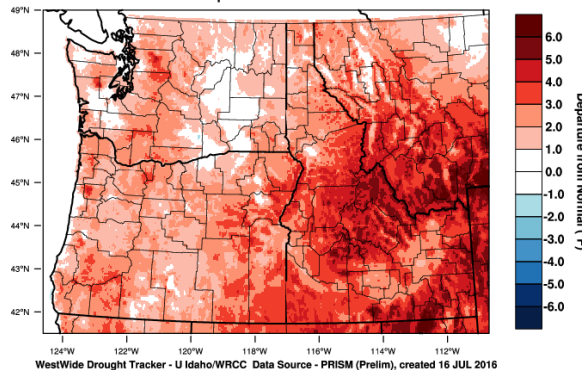 49°N
48°N
47°N
46°N
45°N
44°N
43°N
42°N
124°W 122°W 120°W 118°W 116°W 114°W 112°W
6.0
5.0
4.0
3.0
2.0
1.0
0.0
-1.0
-2.0
-3.0
-4.0
-5.0
-6.0
Departure from Normal (°F)
WestWide Drought Tracker - U Idaho/WRCC Data Source - PRISM (Prelim), created 16 JUL 2016